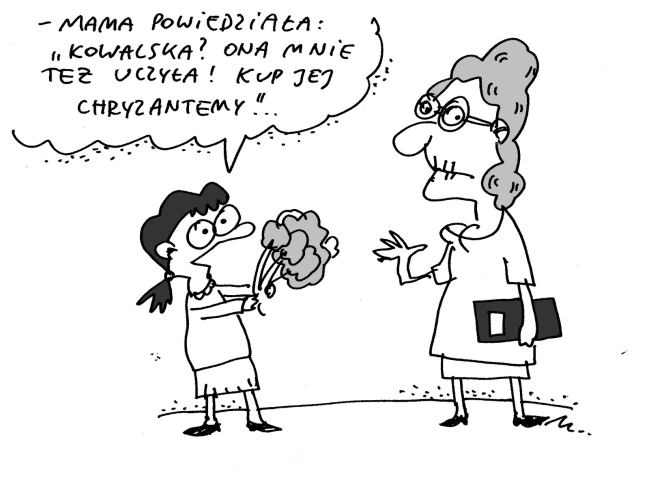 - MAMA POWIEDZIAŁA:
„KOWALSKA? ONA MNIE
TEŻ UCZYŁA! KUP JEJ
CHRYZANTEMY"...